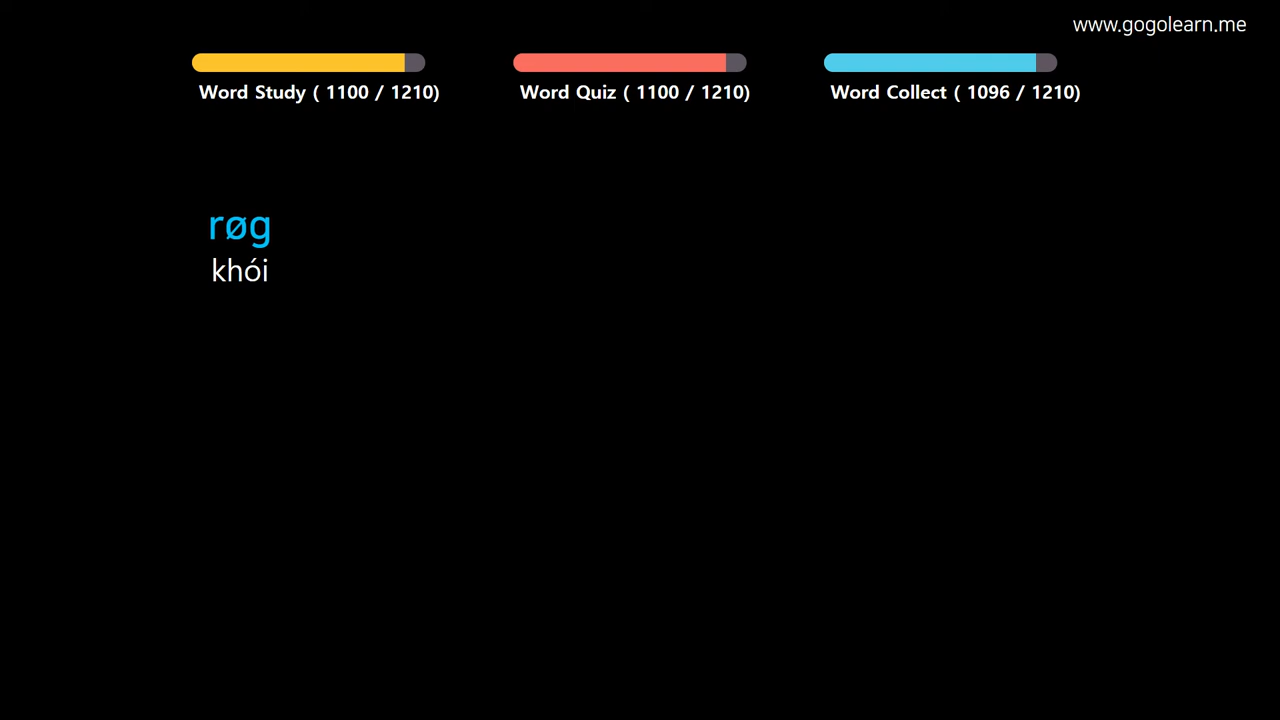 www.gogolearn.me
Word Study ( 1100 / 1210)
Word Quiz ( 1100 / 1210)
Word Collect ( 1096 / 1210)
røg
khói